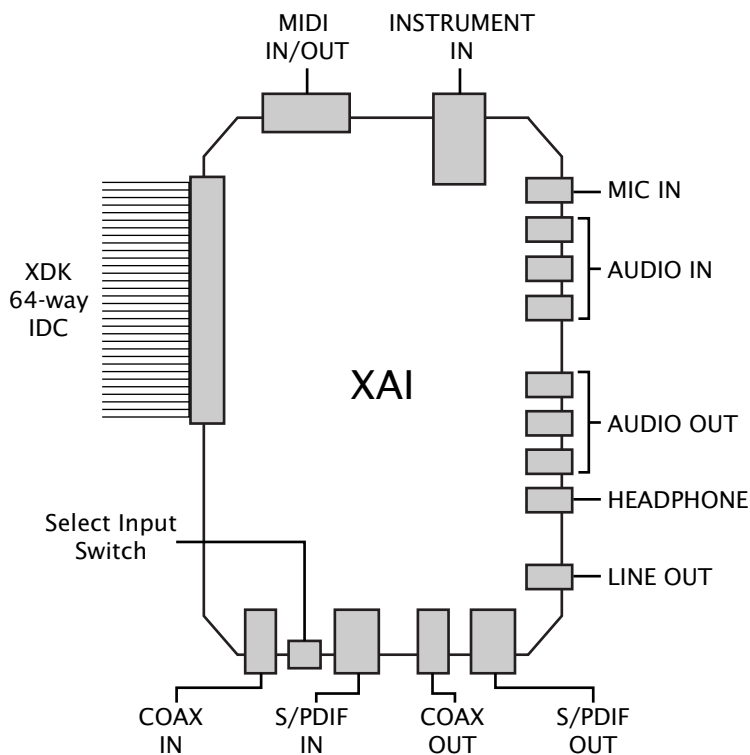 MIDI
IN/OUT
INSTRUMENT
IN
MIC IN
AUDIO IN
XDK
64-way
IDC
XAI
AUDIO OUT
HEADPHONE
Select Input
Switch
LINE OUT
COAX
IN
S/PDIF
IN
COAX
OUT
S/PDIF
OUT